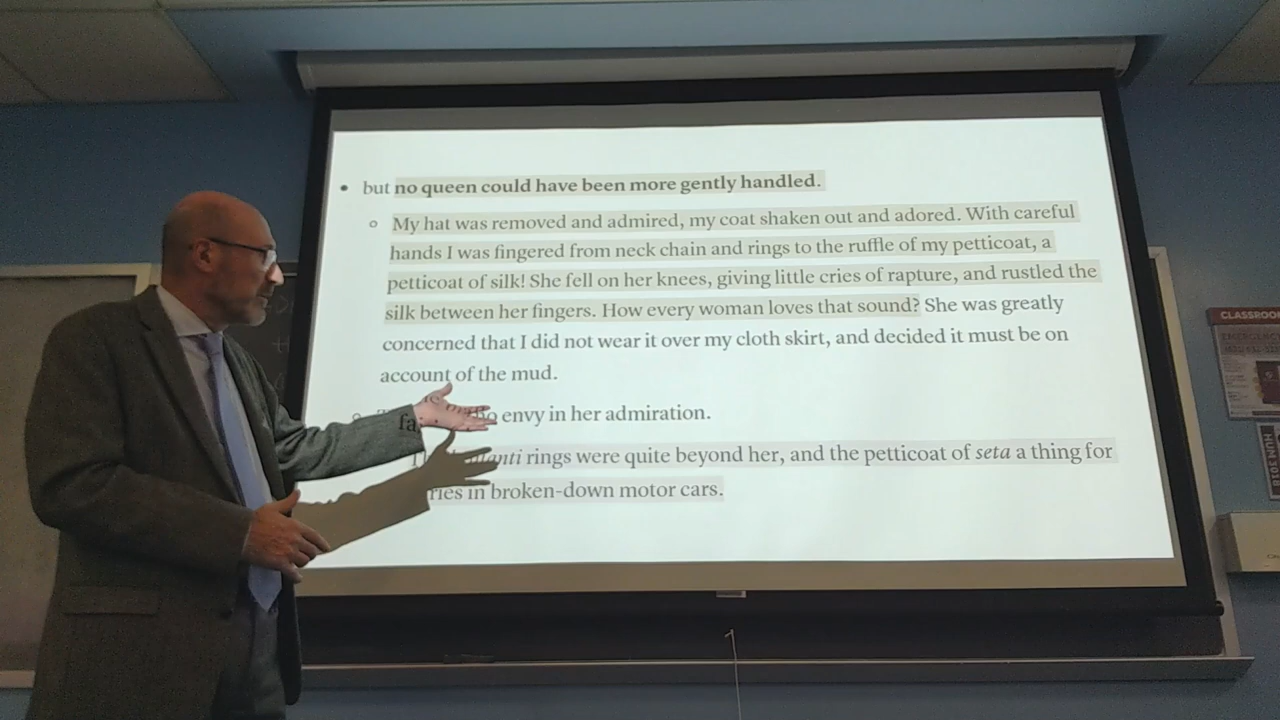 but no queen could have been more gently handled.
My hat was removed and admired, my coat shaken out and adored. With careful
hands I was fingered from neck chain and rings to the ruffle of my petticoat, a
petticoat of silk! She fell on her knees, giving little cries of rapture, and rustled the
silk between her fingers. How every woman loves that sound? She was greatly
concerned that I did not wear it over my cloth skirt, and decided it must be on
account of the mud.
envy in her admiration.
rings were quite beyond her, and the petticoat of seta a thing for
in broken-down motor cars.
CLASSROO
HUN 3018